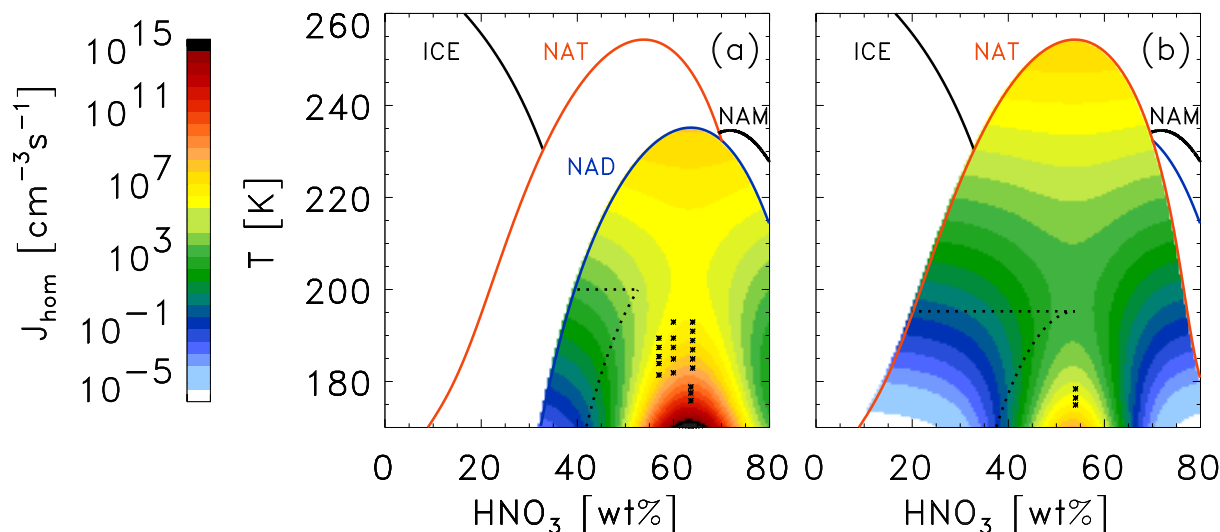 J_hom [cm^-3 s^-1]
10^15
10^11
10^7
10^3
10^-1
10^-5
T [K]
260
240
220
200
180
ICE
NAT
(a)
NAM
NAD
0 20 40 60 80
HNO_3 [wt%]
ICE
NAT
(b)
NAM
0 20 40 60 80
HNO_3 [wt%]